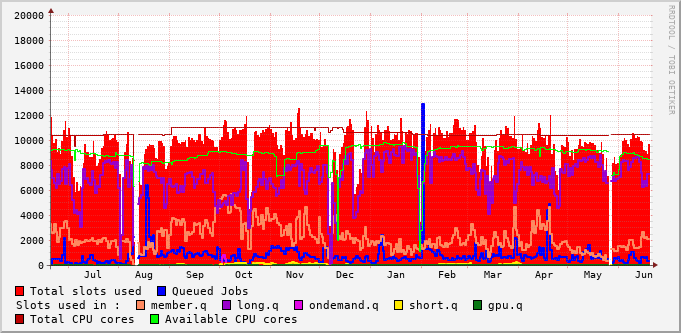 20000
18000
16000
14000
12000
10000
8000
6000
4000
2000
0
Jul Aug Sep Oct Nov Dec Jan Feb Mar Apr May Jun
Total slots used Queued Jobs
Slots used in : member.q long.q ondemand.q short.q gpu.q
Total CPU cores Available CPU cores
RRDTOOL / TOBI OETIKER